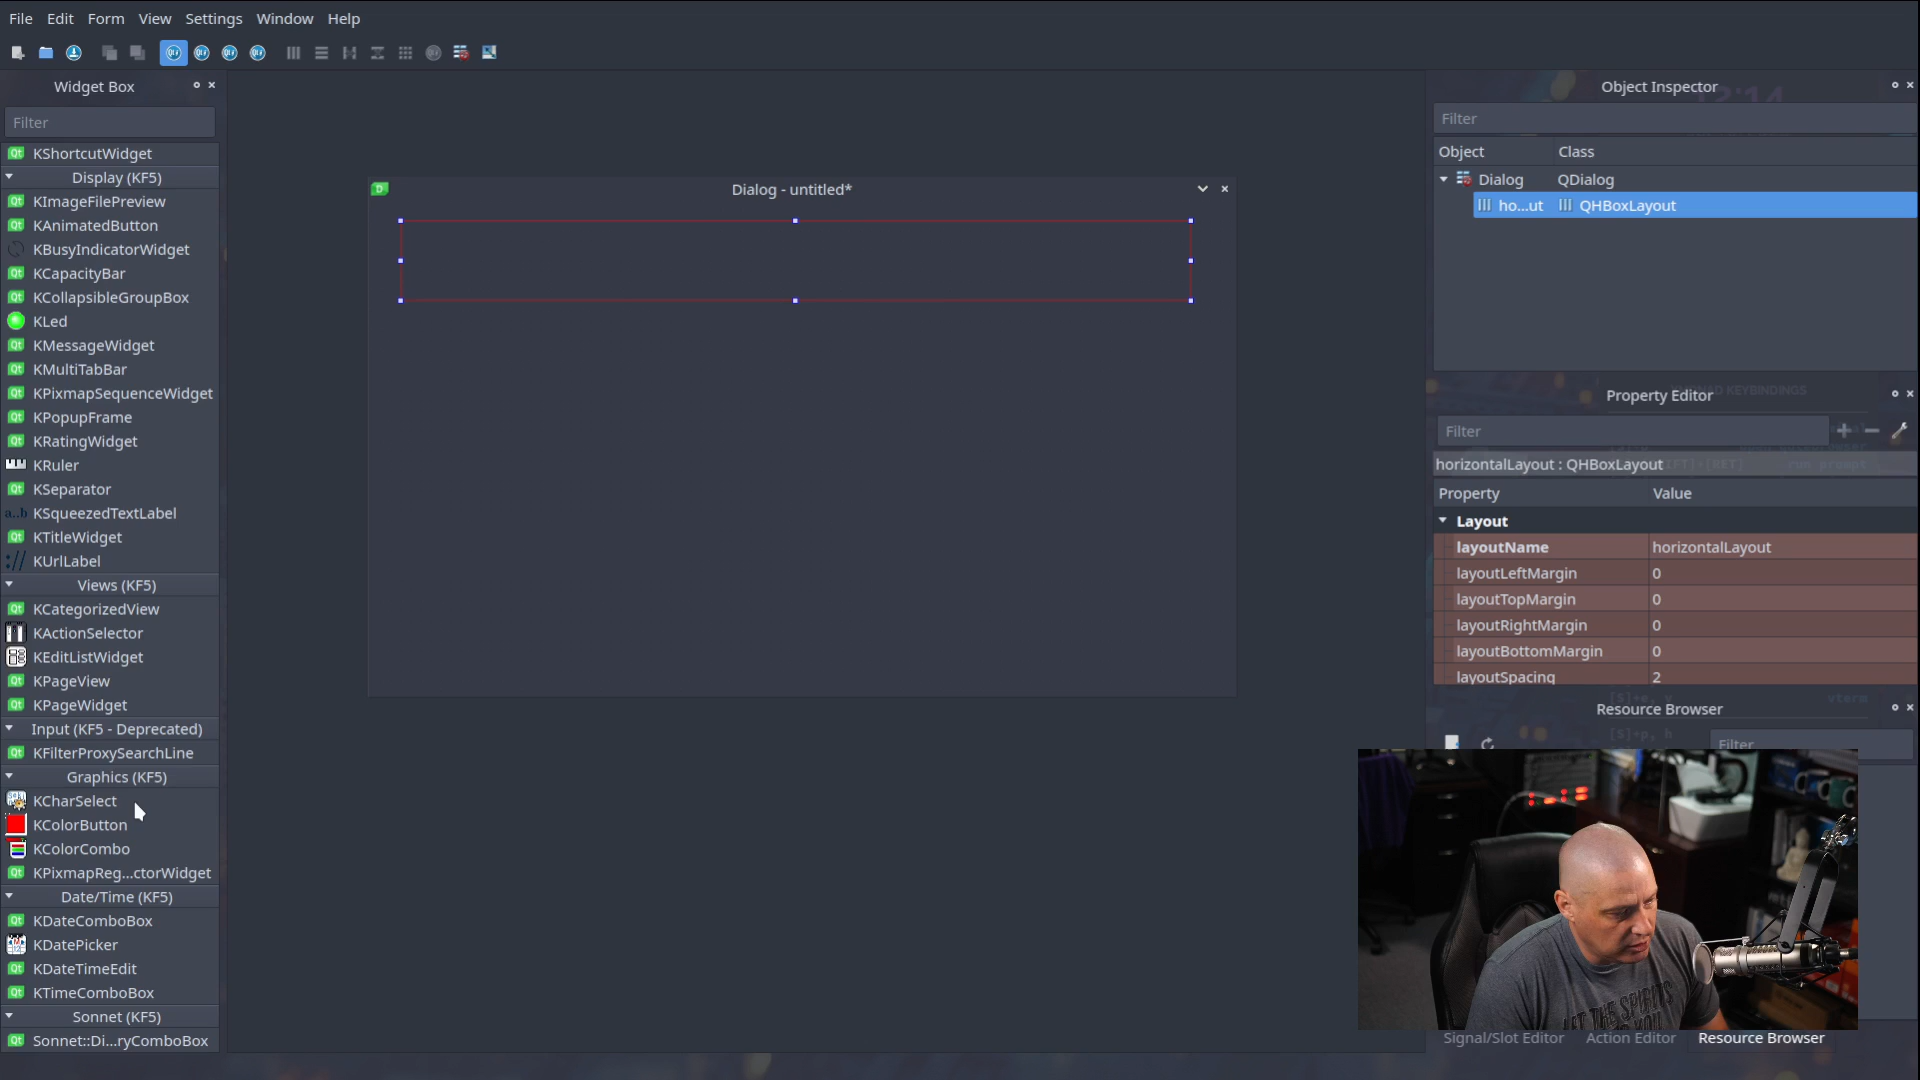 File Edit Form View Settings Window Help
Widget Box
Filter
KShortcutWidget
Display (KF5)
KImageFilePreview
KAnimatedButton
KBusyIndicatorWidget
KCapacityBar
KCollapsibleGroupBox
KLed
KMessageWidget
KMultiTabBar
KPixmapSequenceWidget
KPopupFrame
KRatingWidget
KRuler
KSeparator
a..b KSqueezedTextLabel
KTitleWidget
KUrlLabel
Views (KF5)
KCategorizedView
KActionSelector
KEditListWidget
KPageView
KPageWidget
Input (KF5 - Deprecated)
KFilterProxySearchLine
Graphics (KF5)
KCharSelect
KColorButton
KColorCombo
KPixmapReg...ctorWidget
Date/Time (KF5)
KDateComboBox
KDatePicker
KDateTimeEdit
KTimeComboBox
Sonnet (KF5)
Sonnet::Di...ryComboBox
Dialog - untitled*
Object Inspector
Filter
Object Class
Dialog QDialog
ho...ut QHBoxLayout
Property Editor
Filter
horizontalLayout : QHBoxLayout
Property Value
Layout
layoutName horizontalLayout
layoutLeftMargin 0
layoutTopMargin 0
layoutRightMargin 0
layoutBottomMargin 0
layoutSpacing 2
Resource Browser
Filter
Signal/Slot Editor Action Editor Resource Browser